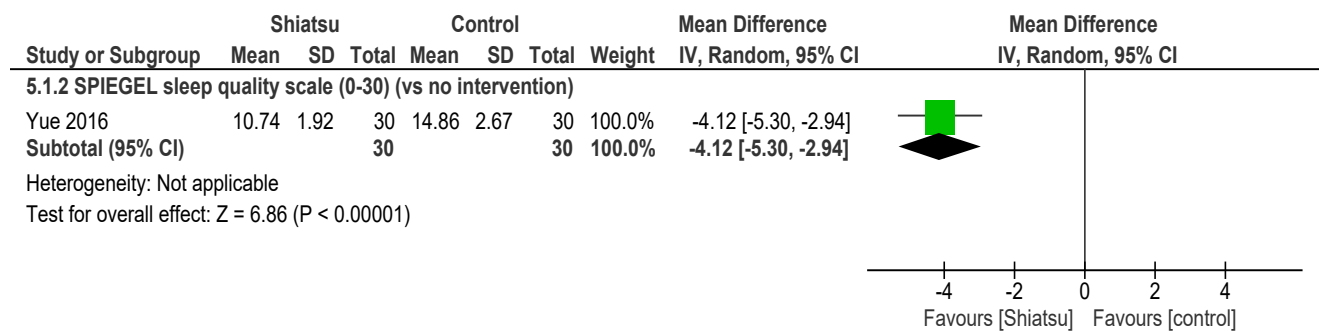 Shiatsu Control Mean Difference Mean Difference
Study or Subgroup Mean SD Total Mean SD Total Weight IV, Random, 95% CI IV, Random, 95% CI
5.1.2 SPIEGEL sleep quality scale (0-30) (vs no intervention)
Yue 2016 10.74 1.92 30 14.86 2.67 30 100.0% -4.12 [-5.30, -2.94]
Subtotal (95% CI) 30 30 100.0% -4.12 [-5.30, -2.94]
Heterogeneity: Not applicable
Test for overall effect: Z = 6.86 (P < 0.00001)
-4 -2 0 2 4
Favours [Shiatsu] Favours [control]